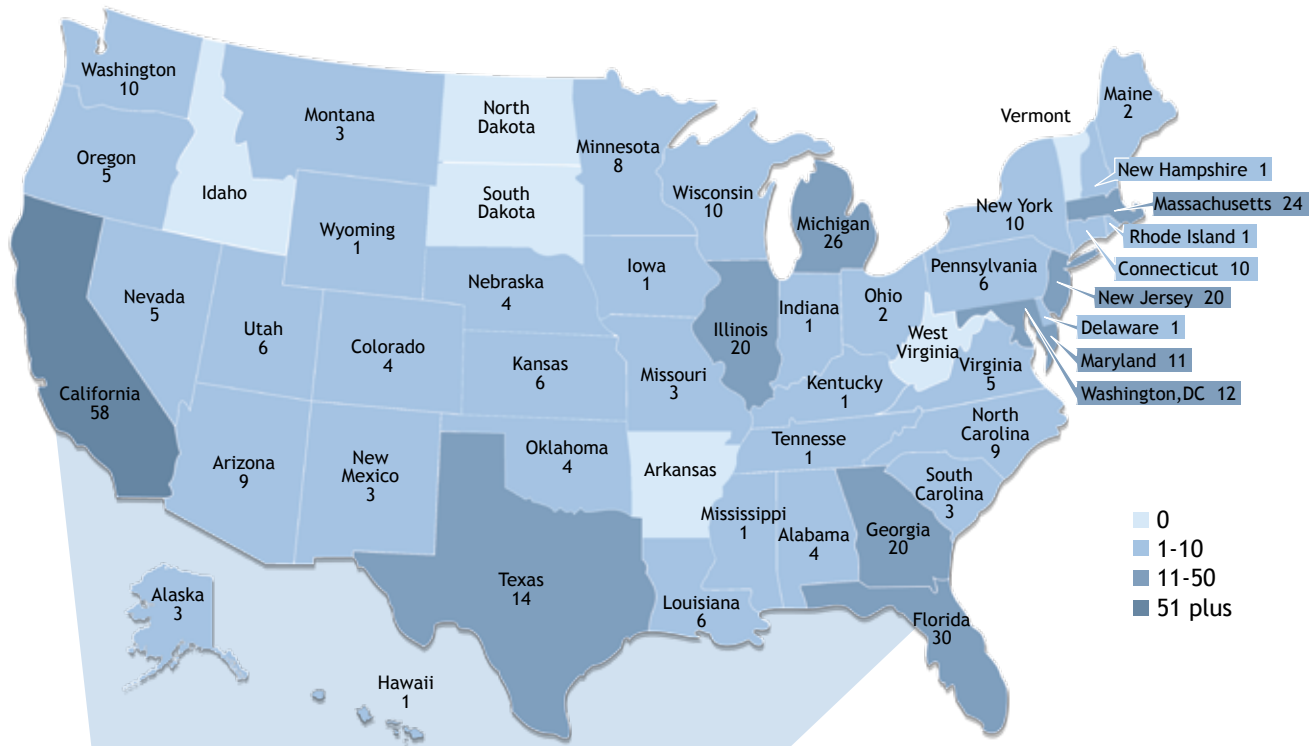 Washington
10
Oregon
5
Idaho
Montana
3
North
Dakota
South
Dakota
Minnesota
8
Wisconsin
10
Michigan
26
Wyoming
1
Nebraska
4
Iowa
1
Nevada
5
Utah
6
Colorado
4
Kansas
6
Missouri
3
Illinois
20
Indiana
1
Ohio
2
Kentucky
1
West
Virginia
Virginia
5
Pennsylvania
6
New York
10
Vermont
Maine
2
New Hampshire 1
Massachusetts 24
Rhode Island 1
Connecticut 10
New Jersey 20
Delaware 1
Maryland 11
Washington,DC 12
California
58
Arizona
9
New
Mexico
3
Oklahoma
4
Arkansas
Tennesse
1
North
Carolina
9
South
Carolina
3
Mississippi
1
Alabama
4
Georgia
20
Texas
14
Louisiana
6
Florida
30
Alaska
3
Hawaii
1
0
1-10
11-50
51 plus